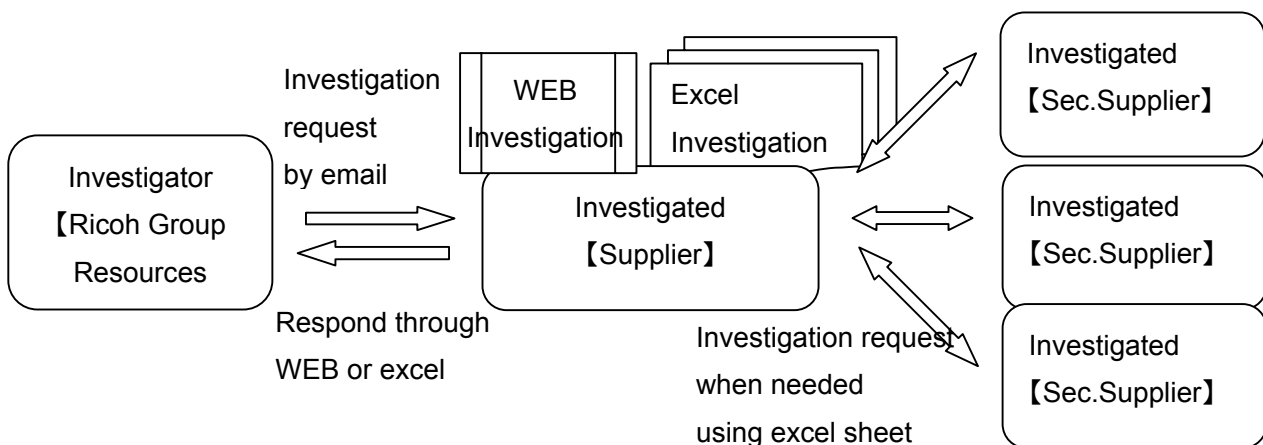 Investigator
【Ricoh Group
Resources
Investigation
request
by email
Respond through
WEB or excel
WEB
Investigation
Excel
Investigation
Investigated
【Supplier】
Investigation request
when needed
using excel sheet
Investigated
【Sec.Supplier】
Investigated
【Sec.Supplier】
Investigated
【Sec.Supplier】